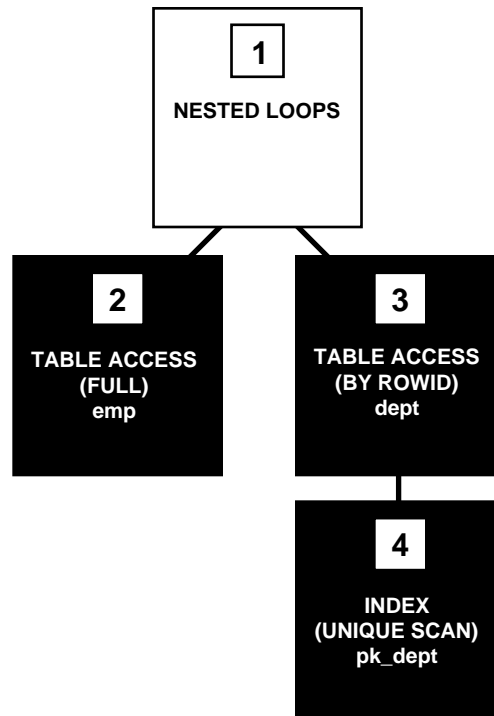 1
NESTED LOOPS
2
TABLE ACCESS
(FULL)
emp
3
TABLE ACCESS
(BY ROWID)
dept
4
INDEX
(UNIQUE SCAN)
pk_dept